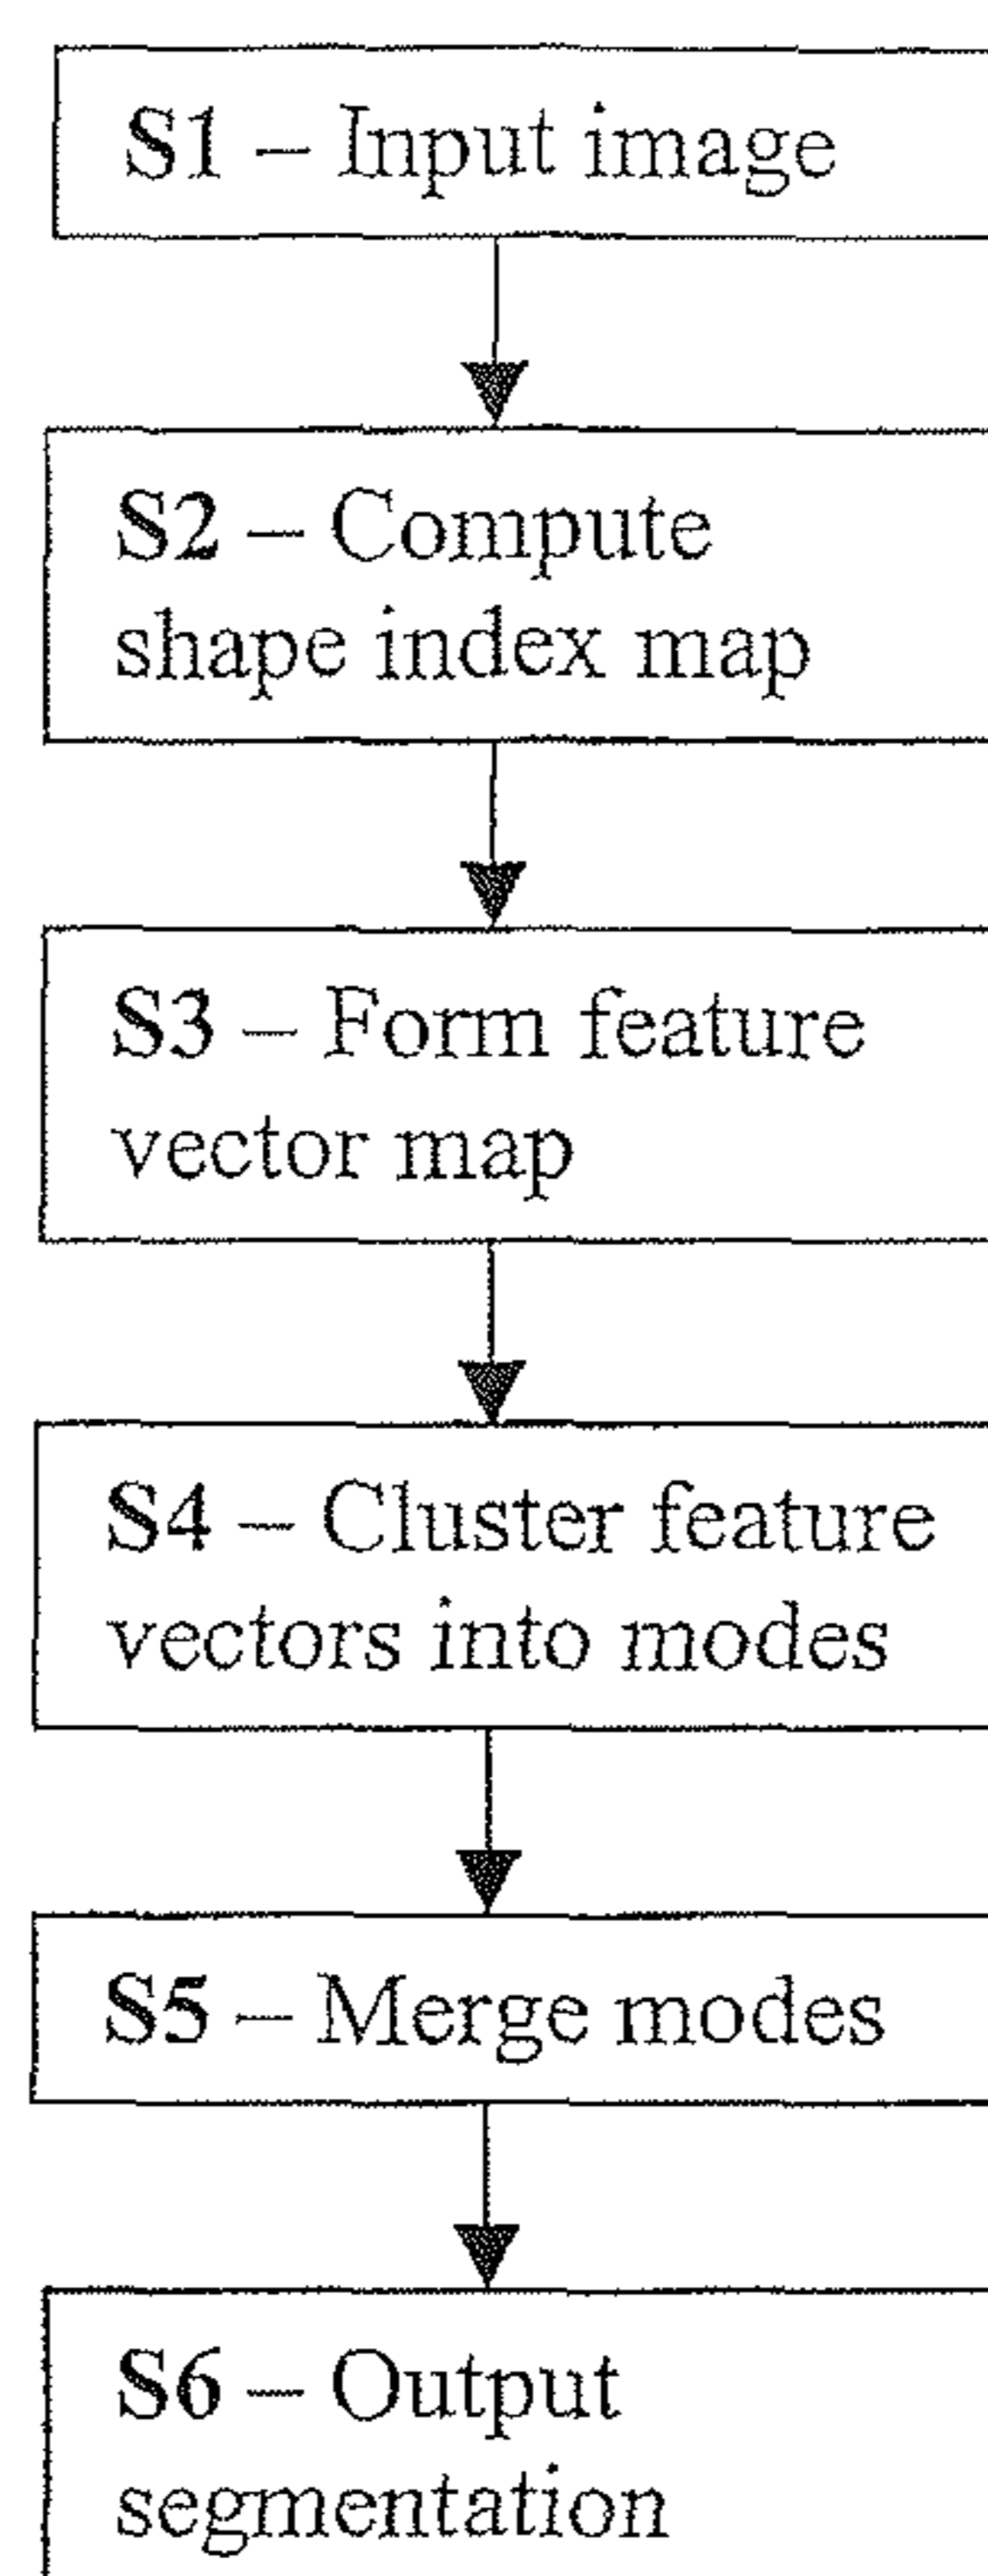 S1 – Input image
S2 – Compute
shape index map
S3 – Form feature
vector map
S4 – Cluster feature
vectors into modes
S5 – Merge modes
S6 – Output
segmentation